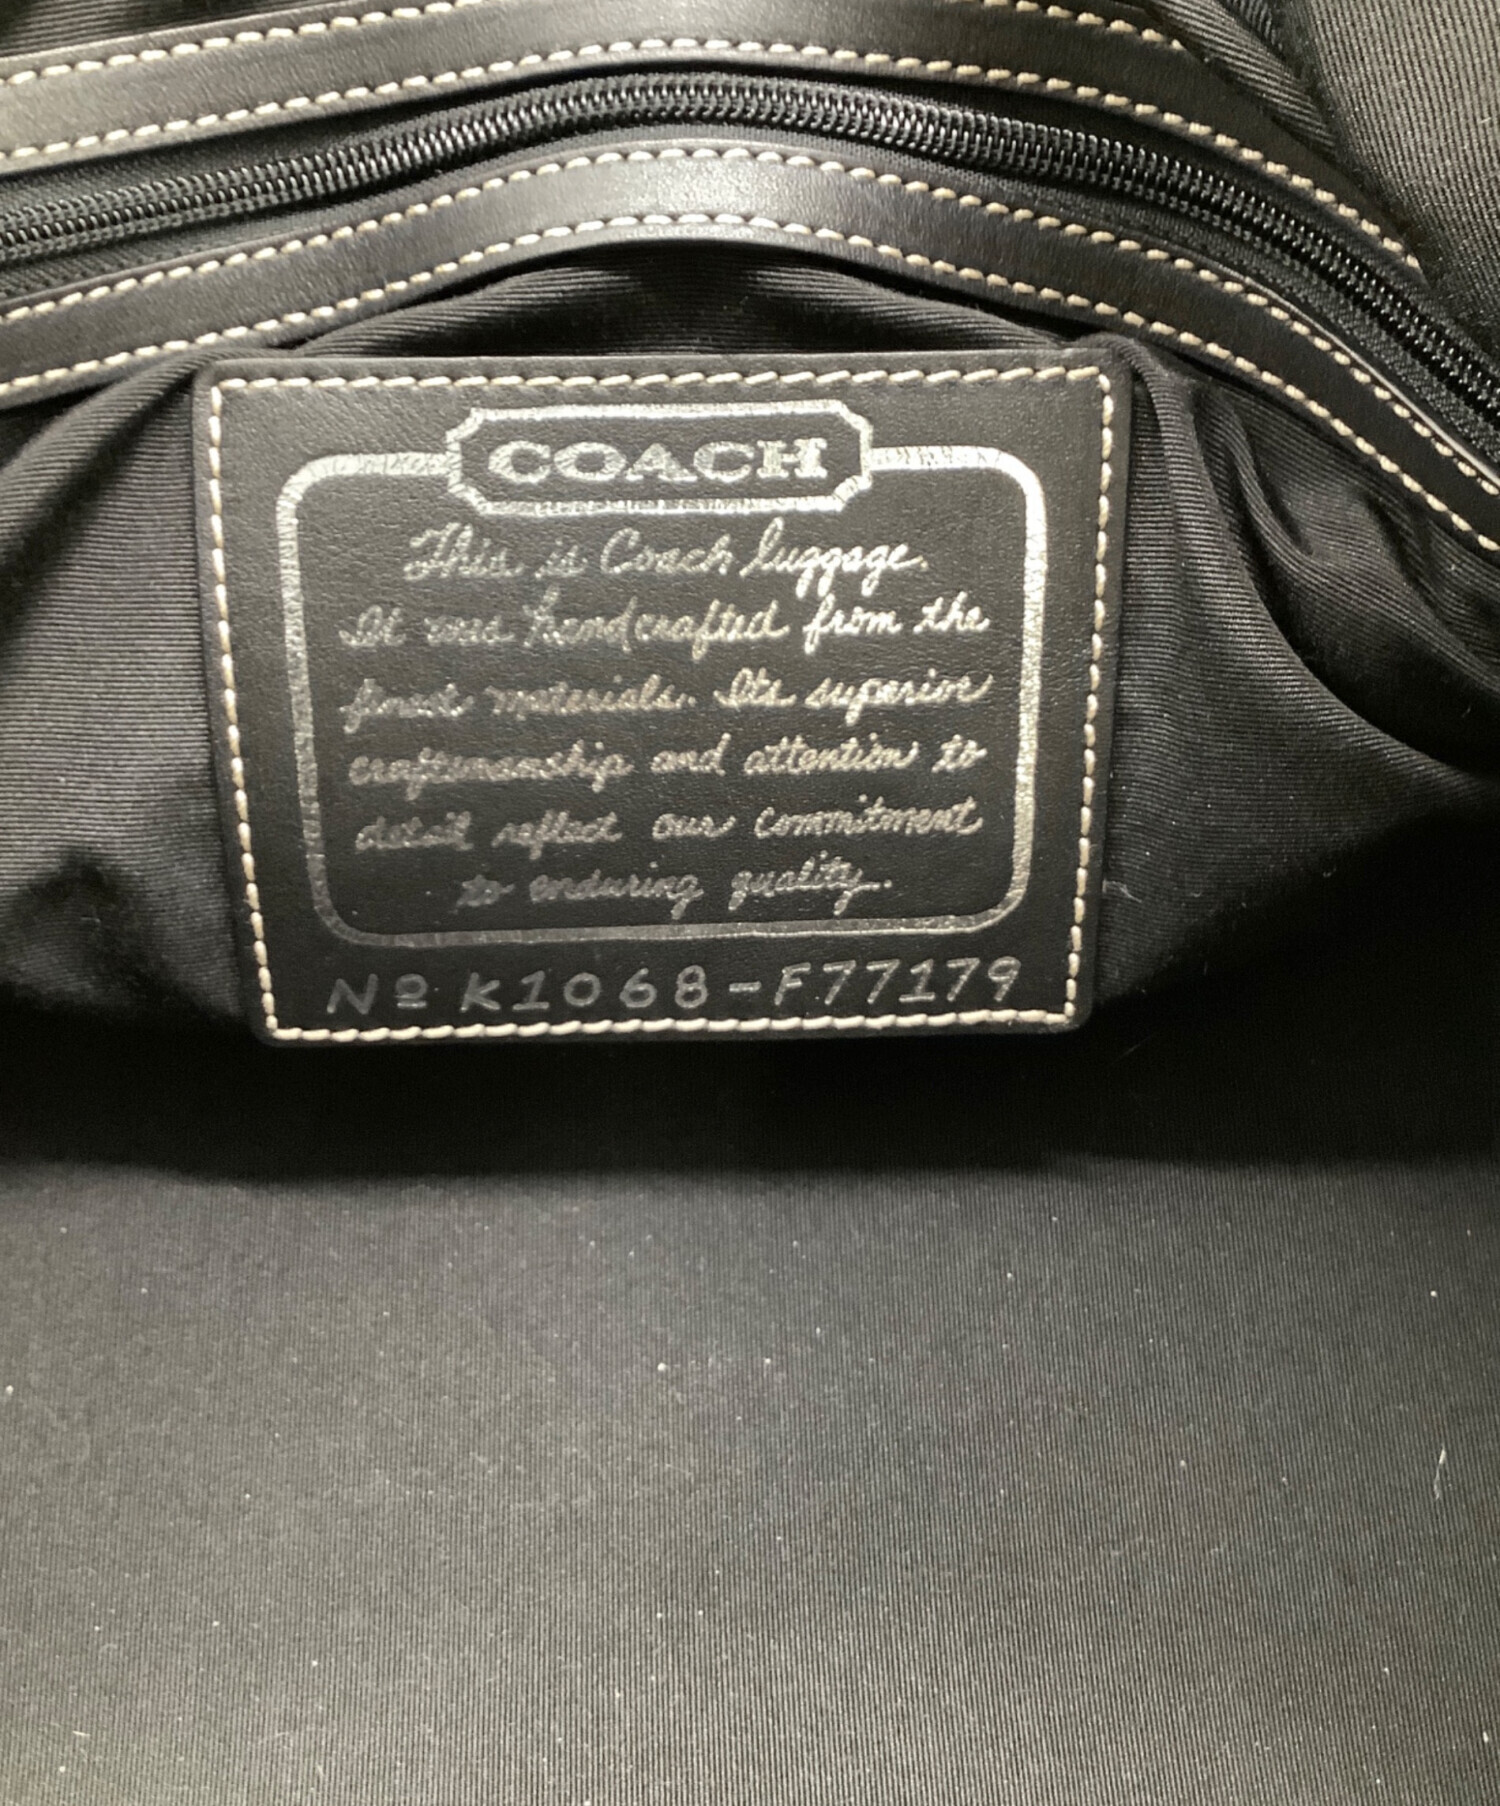 COACH
This is Coach luggage.
It was handcrafted from the
finest materials. Its superior
craftsmanship and attention to
detail reflect our commitment
to enduring quality.
Nº K1068-F77179